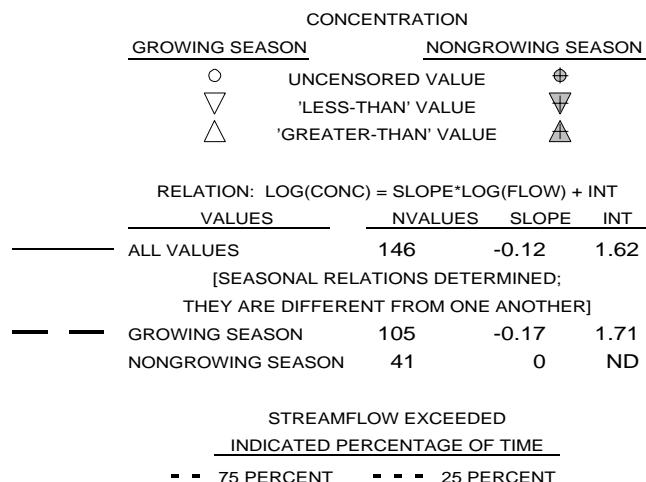 CONCENTRATION
GROWING SEASON NONGROWING SEASON
UNCENSORED VALUE
'LESS-THAN' VALUE
'GREATER-THAN' VALUE
RELATION: LOG(CONC) = SLOPE*LOG(FLOW) + INT
VALUES NVALUES SLOPE INT
ALL VALUES 146 -0.12 1.62
[SEASONAL RELATIONS DETERMINED;
THEY ARE DIFFERENT FROM ONE ANOTHER]
GROWING SEASON 105 -0.17 1.71
NONGROWING SEASON 41 0 ND
STREAMFLOW EXCEEDED
INDICATED PERCENTAGE OF TIME
75 PERCENT 25 PERCENT